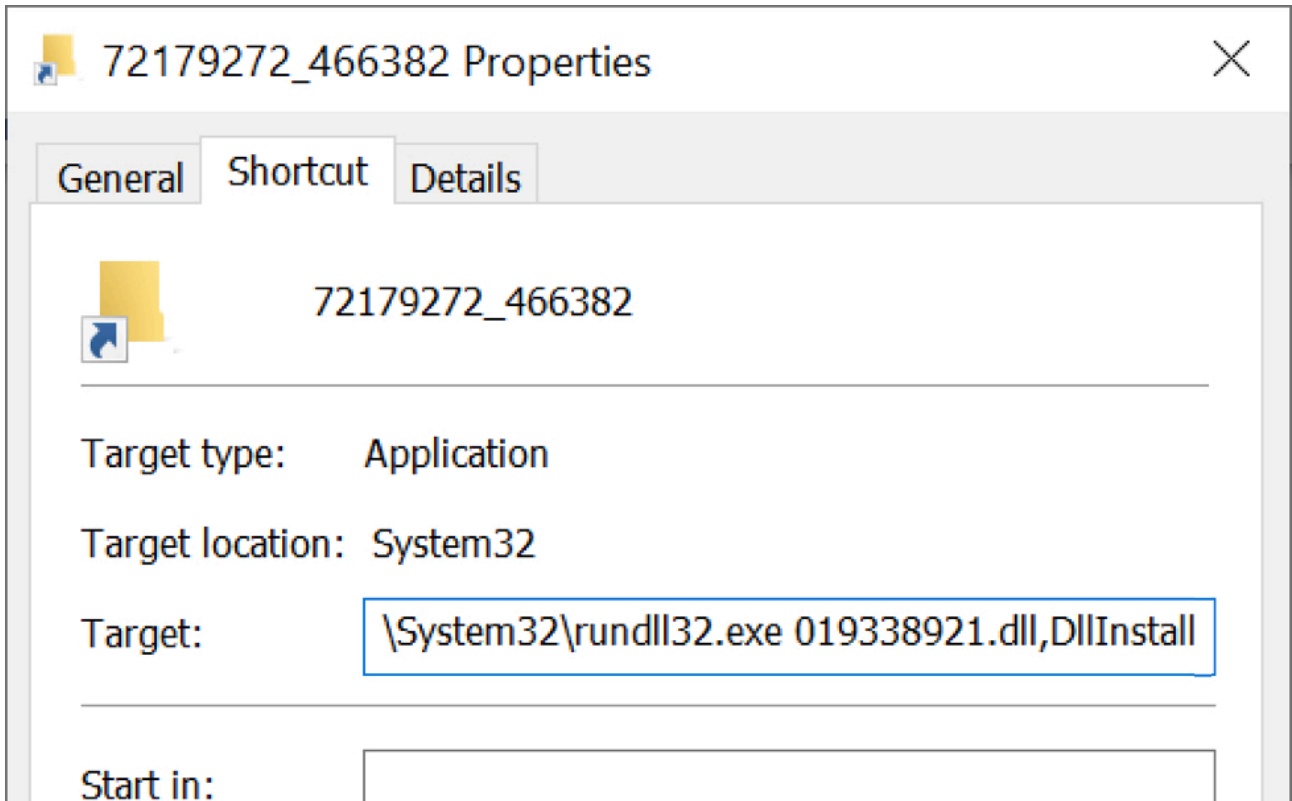 72179272_466382 Properties
General Shortcut Details
72179272_466382
Target type: Application
Target location: System32
Target: \System32\rundll32.exe 019338921.dll,DllInstall
Start in: